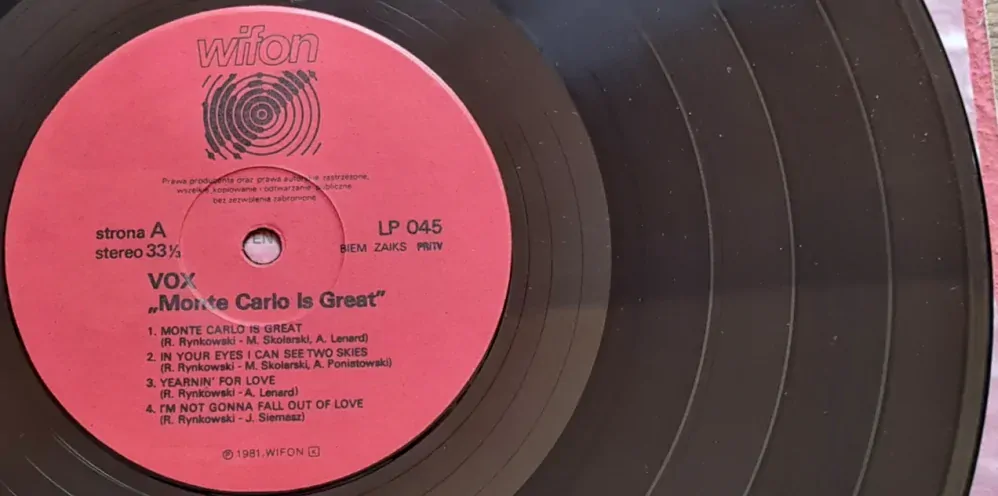 wifon
Prawa producenta oraz prawa autorskie zastrzeżone,
wszelkie kopiowanie - odtwarzanie publiczne
bez zezwolenia zabronione
strona A
LP 045
stereo 33⅓
BIEM ZAIKS PRiTV
EN
VOX
„Monte Carlo Is Great”
1. MONTE CARLO IS GREAT
(R. Rynkowski - M. Skolarski, A. Lenard)
2. IN YOUR EYES I CAN SEE TWO SKIES
(R. Rynkowski - M. Skolarski, A. Poniatowski)
3. YEARNIN' FOR LOVE
(R. Rynkowski - A. Lenard)
4. I'M NOT GONNA FALL OUT OF LOVE
(R. Rynkowski - J. Siemasz)
℗ 1981, WIFON K